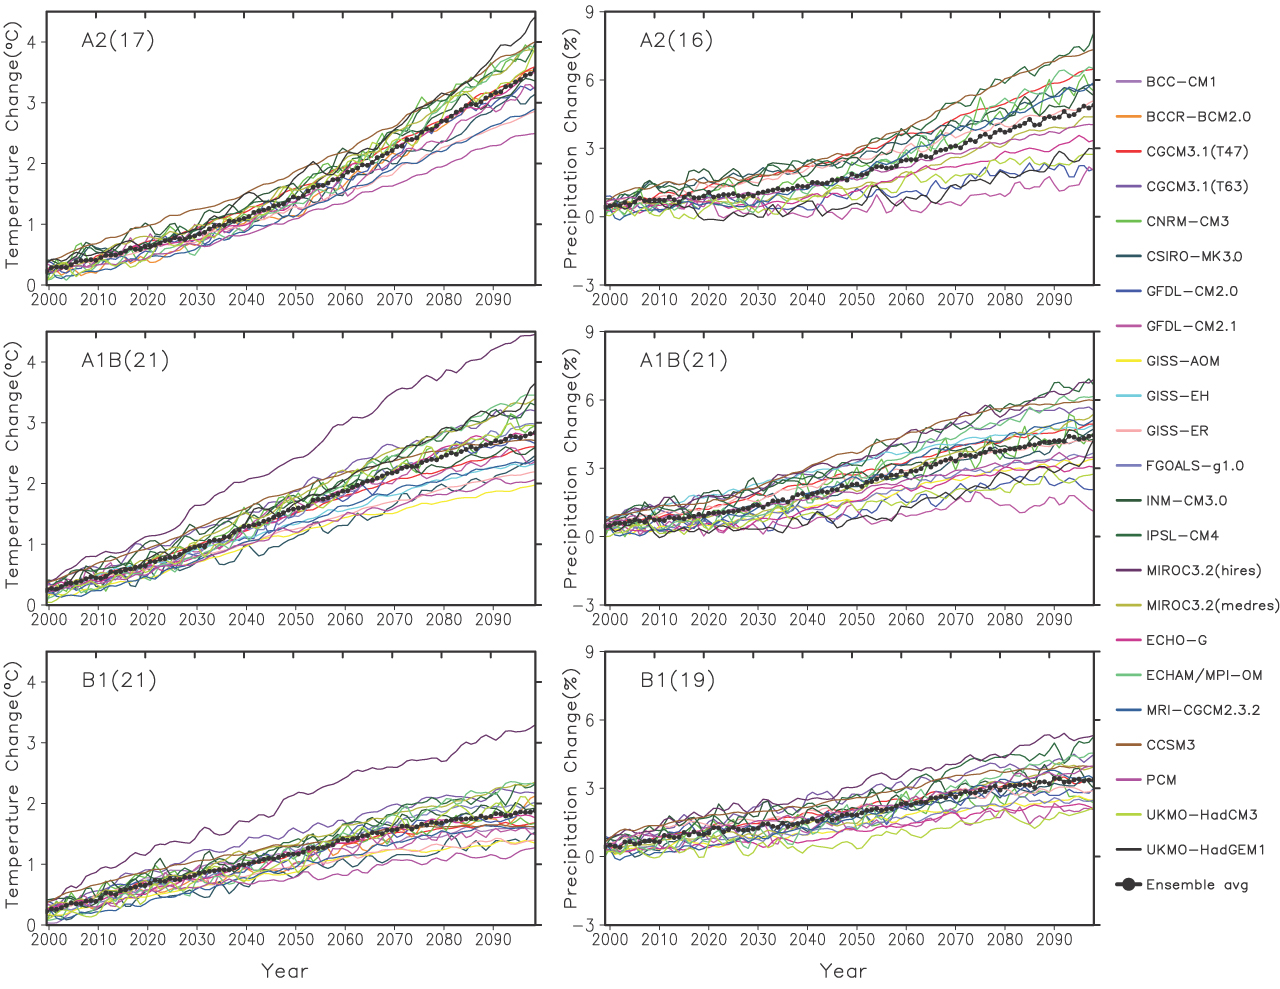 A2(17)
Temperature Change(°C)
4
3
2
1
0
2000 2010 2020 2030 2040 2050 2060 2070 2080 2090
A2(16)
Precipitation Change(%)
9
6
3
0
−3
2000 2010 2020 2030 2040 2050 2060 2070 2080 2090
A1B(21)
Temperature Change(°C)
4
3
2
1
0
2000 2010 2020 2030 2040 2050 2060 2070 2080 2090
A1B(21)
Precipitation Change(%)
9
6
3
0
−3
2000 2010 2020 2030 2040 2050 2060 2070 2080 2090
B1(21)
Temperature Change(°C)
4
3
2
1
0
2000 2010 2020 2030 2040 2050 2060 2070 2080 2090
Year
B1(19)
Precipitation Change(%)
9
6
3
0
−3
2000 2010 2020 2030 2040 2050 2060 2070 2080 2090
Year
BCC−CM1
BCCR−BCM2.0
CGCM3.1(T47)
CGCM3.1(T63)
CNRM−CM3
CSIRO−MK3.0
GFDL−CM2.0
GFDL−CM2.1
GISS−AOM
GISS−EH
GISS−ER
FGOALS−g1.0
INM−CM3.0
IPSL−CM4
MIROC3.2(hires)
MIROC3.2(medres)
ECHO−G
ECHAM/MPI−OM
MRI−CGCM2.3.2
CCSM3
PCM
UKMO−HadCM3
UKMO−HadGEM1
Ensemble avg